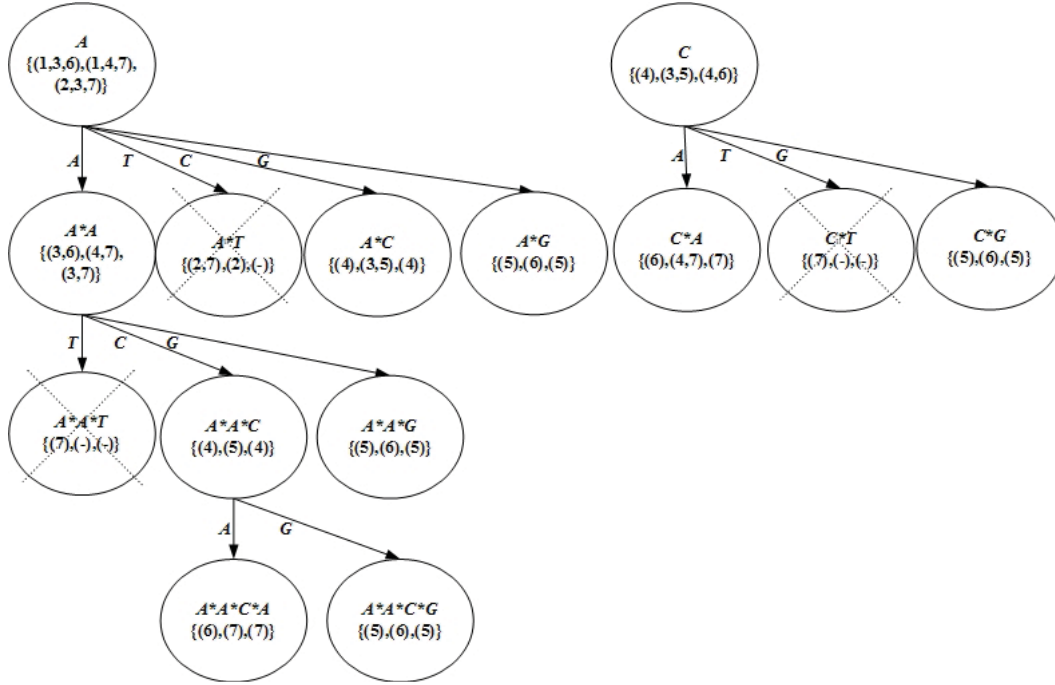 A
{(1,3,6),(1,4,7),
(2,3,7)}
C
{(4),(3,5),(4,6)}
A
T
C
G
A
T
G
A*A
{(3,6),(4,7),
(3,7)}
A*T
{(2,7),(2),(-)}
A*C
{(4),(3,5),(4)}
A*G
{(5),(6),(5)}
C*A
{(6),(4,7),(7)}
C*T
{(7),(-),(-)}
C*G
{(5),(6),(5)}
T
C
G
A*A*T
{(7),(-),(-)}
A*A*C
{(4),(5),(4)}
A*A*G
{(5),(6),(5)}
A
G
A*A*C*A
{(6),(7),(7)}
A*A*C*G
{(5),(6),(5)}